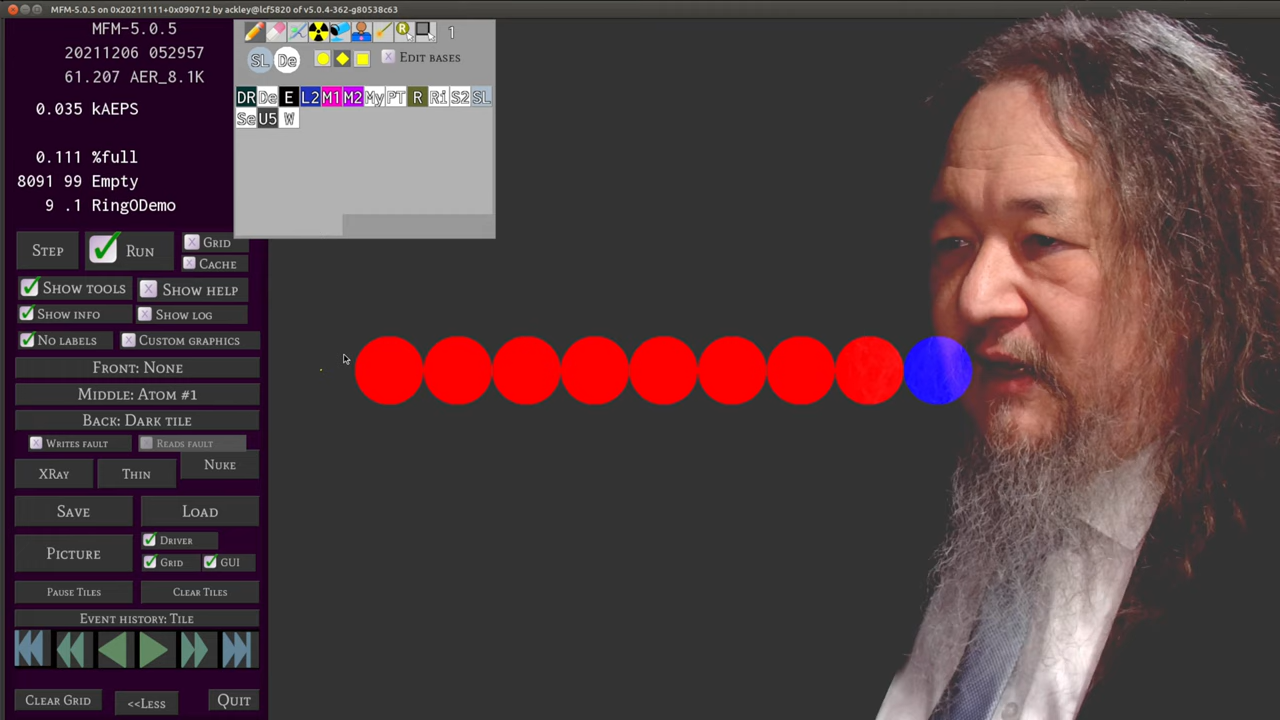 MFM-5.0.5 on 0x20211111+0x090712 by ackley@lcf5820 of v5.0.4-362-g80538c63
MFM-5.0.5
20211206 052957
61.207 AER_8.1K
0.035 kAEPS
0.111 %full
8091 99 Empty
9 .1 RingODemo
1
SL De Edit bases
DR De E L2 M1 M2 My PT R Ri S2 SL
Se U5 W
Step Run Grid
Cache
Show tools Show help
Show info Show log
No labels Custom graphics
Front: None
Middle: Atom #1
Back: Dark tile
Writes fault Reads fault
XRay Thin Nuke
Save Load
Picture Driver
Grid GUI
Pause Tiles Clear Tiles
Event history: Tile
Clear Grid <<Less Quit